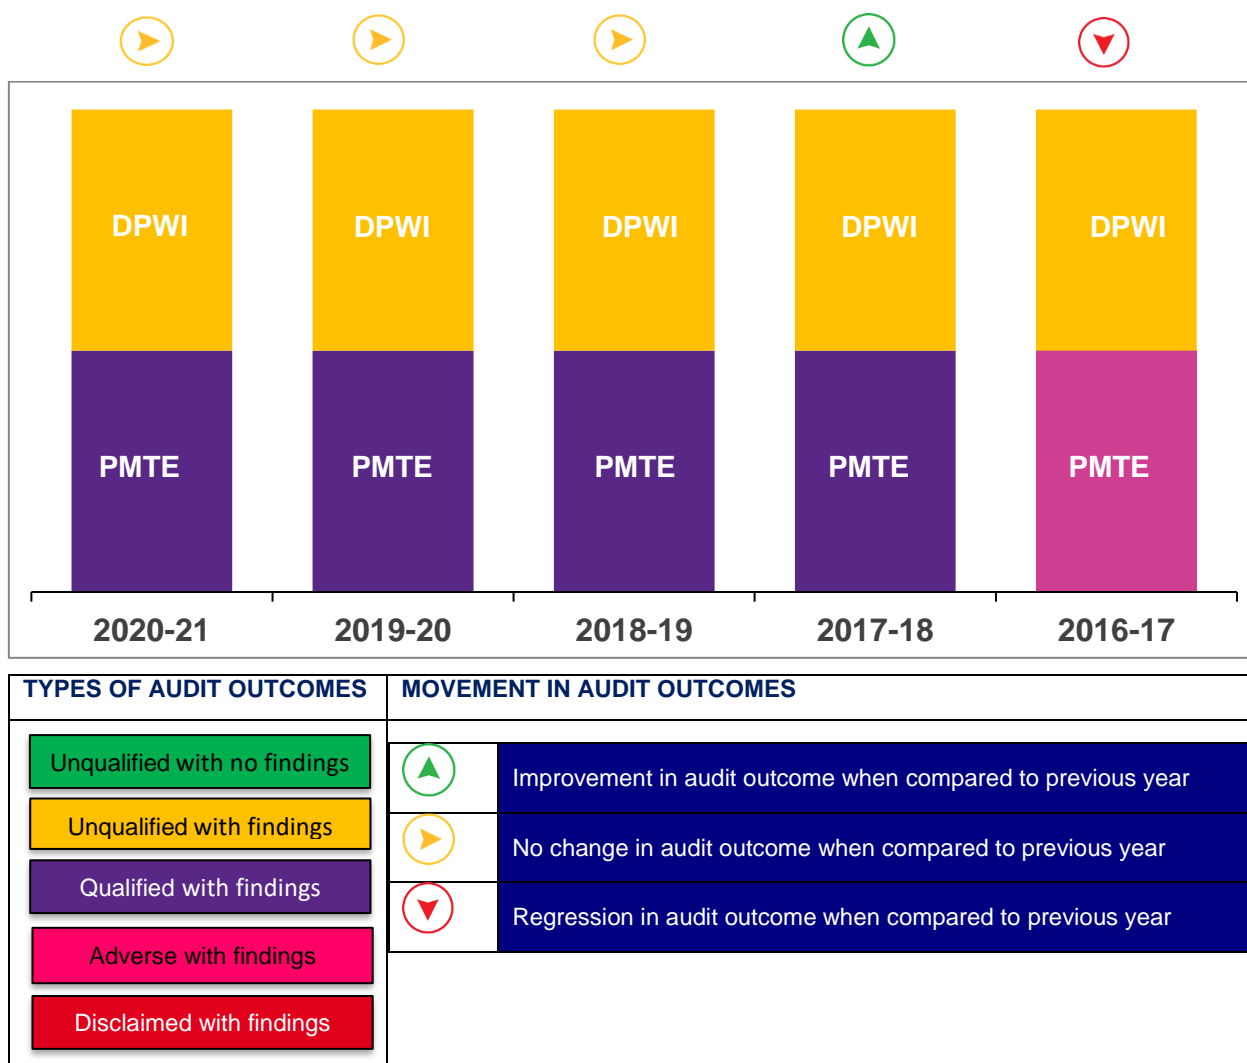 DPWI DPWI DPWI DPWI DPWI
PMTE PMTE PMTE PMTE PMTE
2020-21 2019-20 2018-19 2017-18 2016-17
TYPES OF AUDIT OUTCOMES
Unqualified with no findings
Unqualified with findings
Qualified with findings
Adverse with findings
Disclaimed with findings
MOVEMENT IN AUDIT OUTCOMES
Improvement in audit outcome when compared to previous year
No change in audit outcome when compared to previous year
Regression in audit outcome when compared to previous year